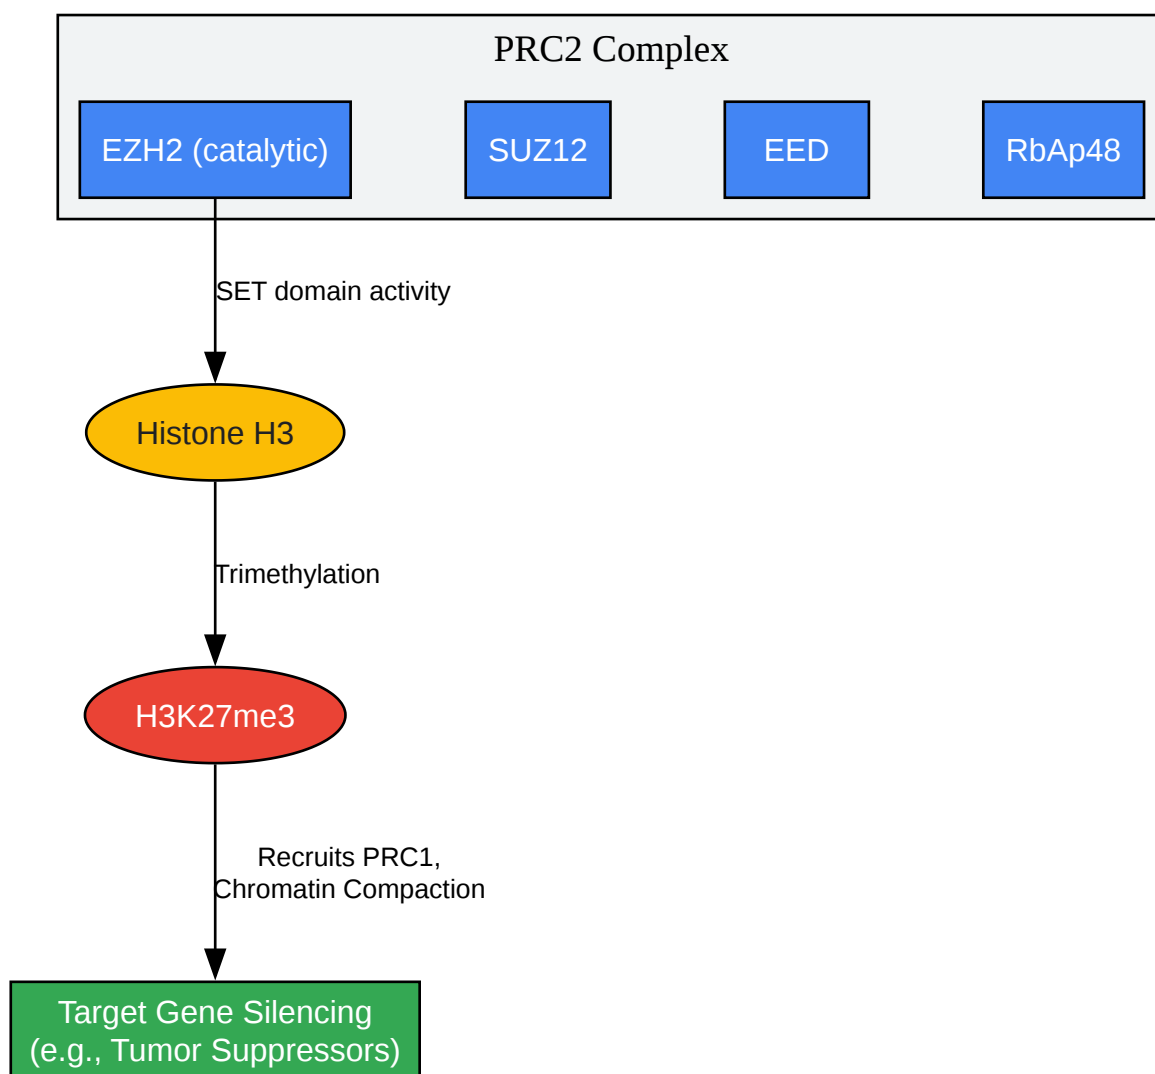 PRC2 Complex
EZH2 (catalytic)
SUZ12
EED
RbAp48
SET domain activity
Histone H3
Trimethylation
H3K27me3
Recruits PRC1,
Chromatin Compaction
Target Gene Silencing
(e.g., Tumor Suppressors)